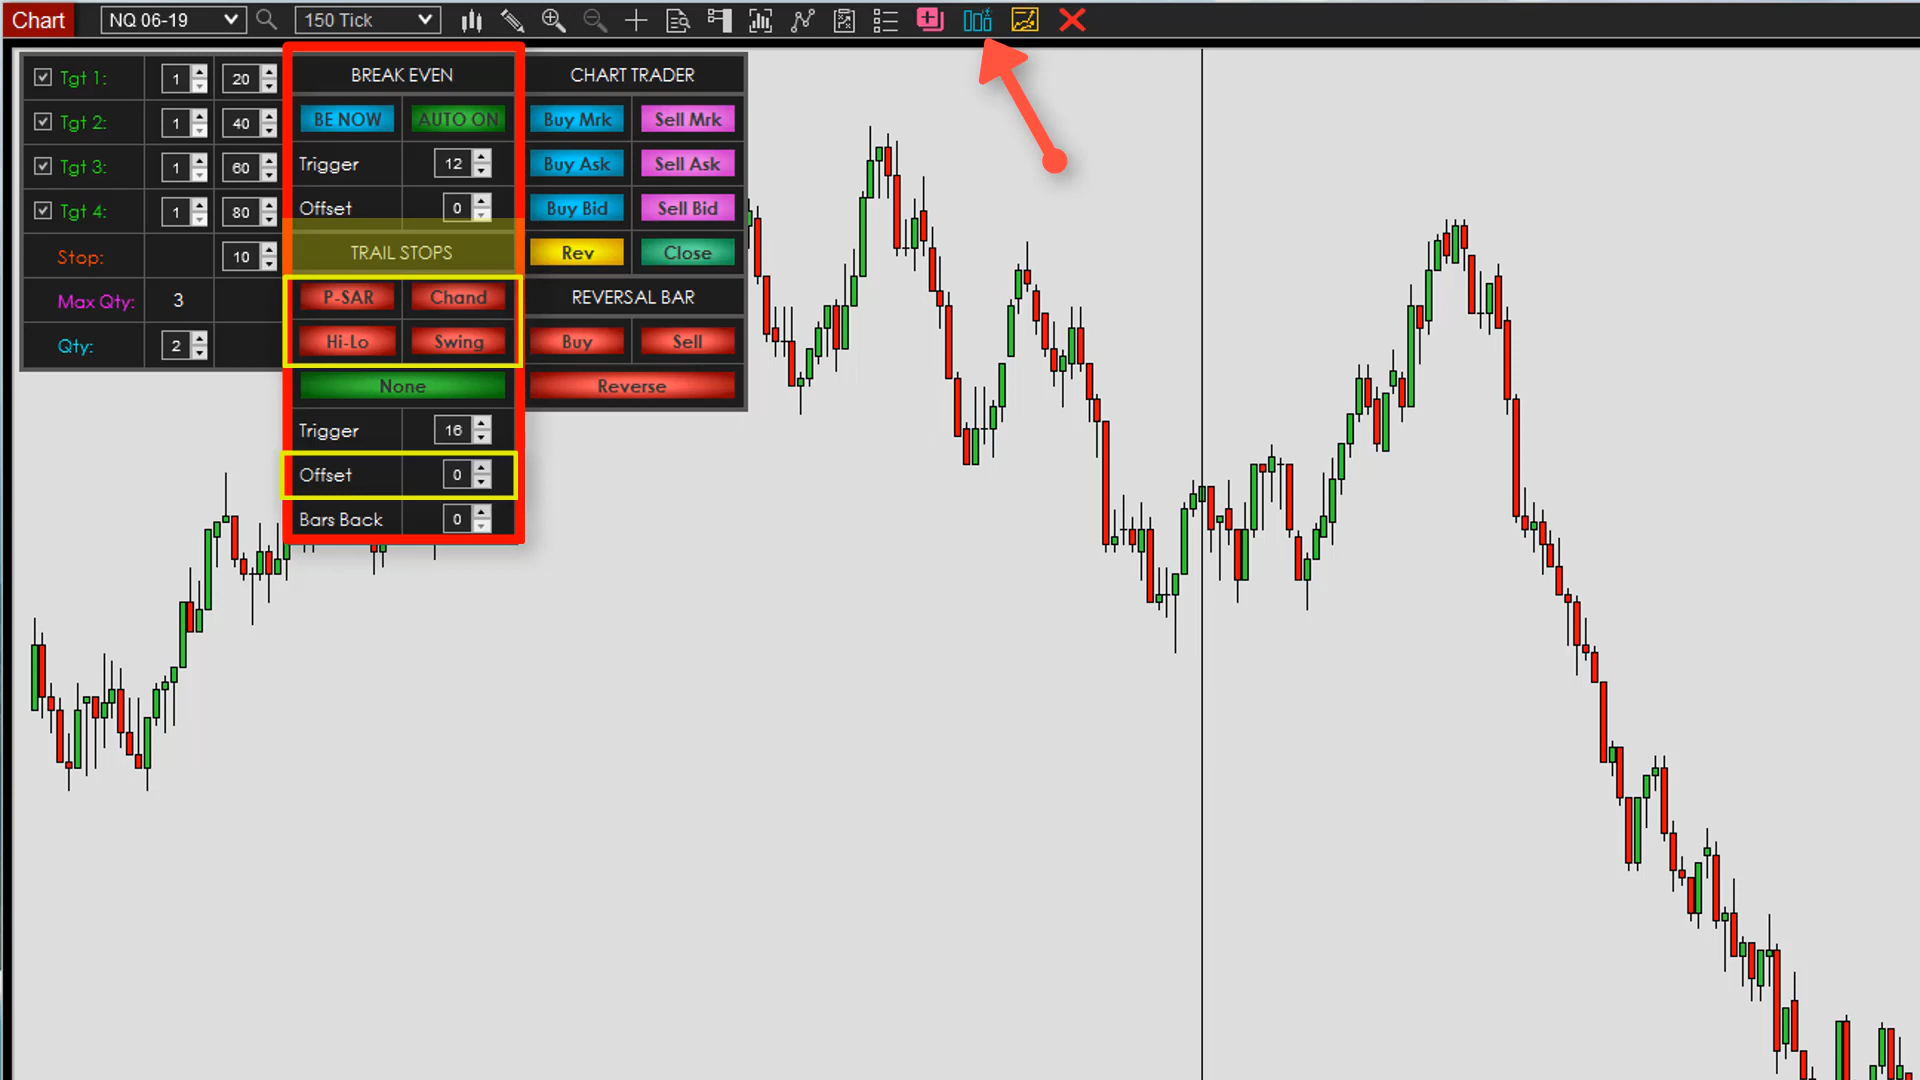 Chart NQ 06-19 150 Tick
Tgt 1: 1 20
Tgt 2: 1 40
Tgt 3: 1 60
Tgt 4: 1 80
Stop: 10
Max Qty: 3
Qty: 2
BREAK EVEN
BE NOW AUTO ON
Trigger 12
Offset 0
TRAIL STOPS
P-SAR Chand
Hi-Lo Swing
None
Trigger 16
Offset 0
Bars Back 0
CHART TRADER
Buy Mrk Sell Mrk
Buy Ask Sell Ask
Buy Bid Sell Bid
Rev Close
REVERSAL BAR
Buy Sell
Reverse